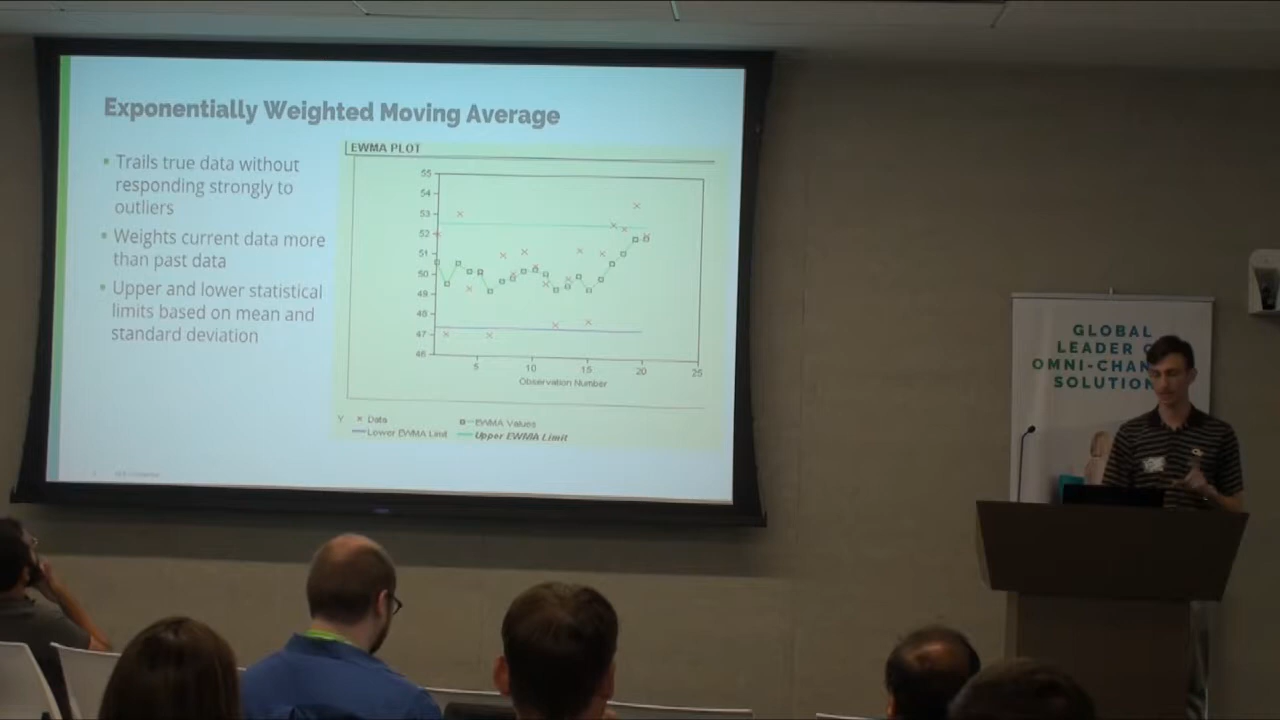 Exponentially Weighted Moving Average
Trails true data without
responding strongly to
outliers
Weights current data more
than past data
Upper and lower statistical
limits based on mean and
standard deviation
EWMA PLOT
55
54
53
52
51
50
49
48
47
46
5
10
15
20
25
Observation Number
Y × Data
EWMA Values
Lower EWMA Limit
Upper EWMA Limit
GLOBAL
LEADER
OMNI-CHAN
SOLUTION